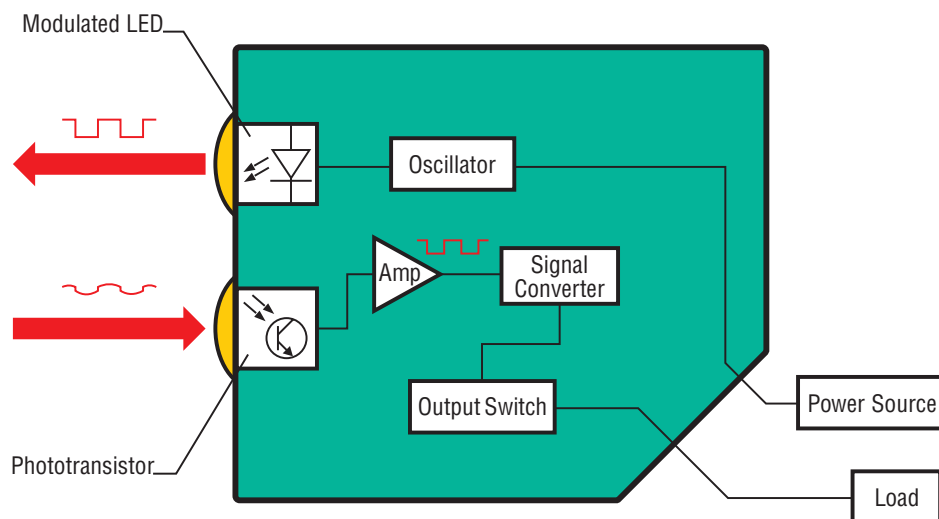 Modulated LED
Oscillator
Amp
Signal
Converter
Output Switch
Power Source
Phototransistor
Load